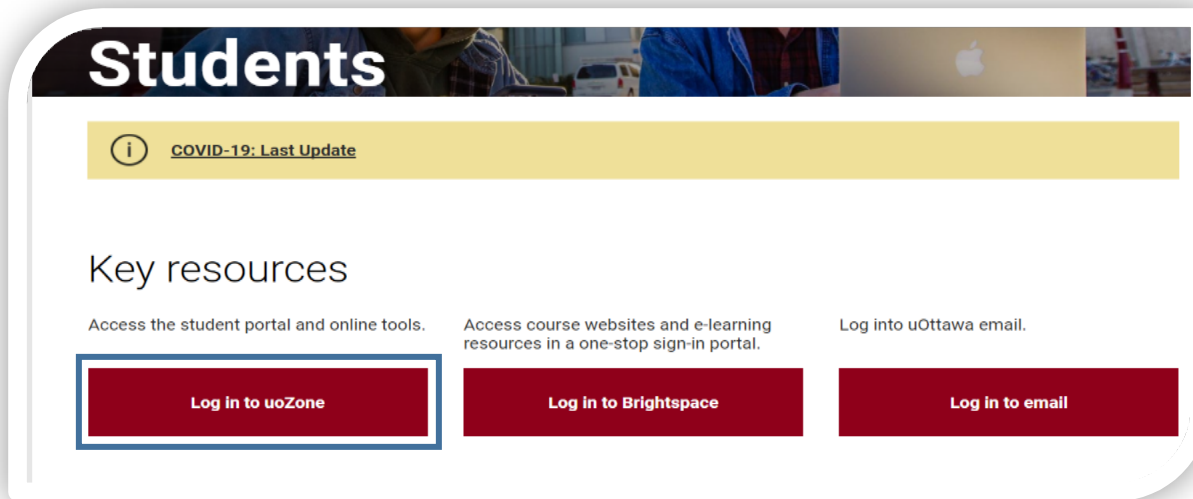 Students
COVID-19: Last Update
Key resources
Access the student portal and online tools.
Log in to uoZone
Access course websites and e-learning
resources in a one-stop sign-in portal.
Log in to Brightspace
Log into uOttawa email.
Log in to email